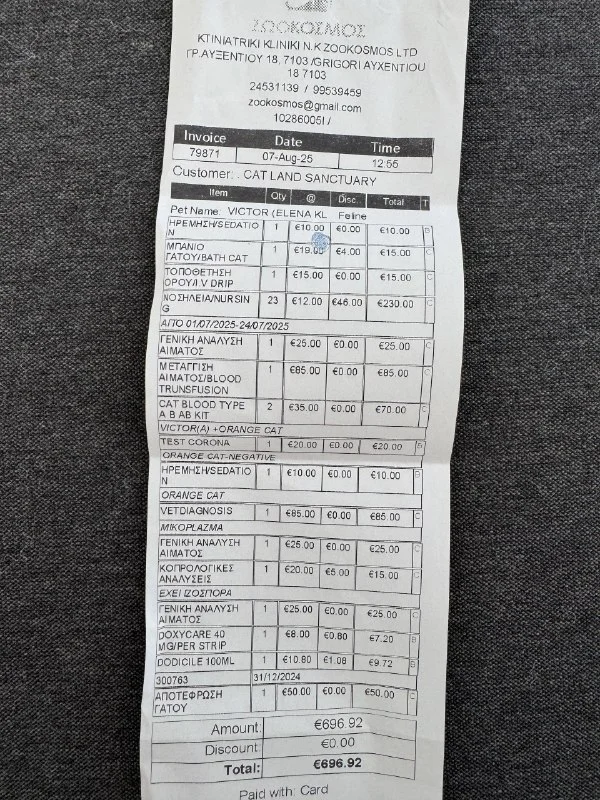 ΖΟΟΚΟΣΜΟΣ
KTINIATRIKI KLINIKI N.K ZOOKOSMOS LTD
ΓΡ.ΑΥΞΕΝΤΙΟΥ 18, 7103 /GRIGORI AYXENTIOU
18 7103
24531139 / 99539459
zookosmos@gmail.com
10286005I /
Invoice Date Time
79871 07-Aug-25 12:55
Customer: . CAT LAND SANCTUARY
Item Qty @ Disc. Total T
Pet Name: VICTOR (ELENA KL Feline
ΗΡΕΜΗΣΗ/SEDATIO 1 €10.00 €0.00 €10.00 B
N
ΜΠΑΝΙΟ 1 €19.00 €4.00 €15.00 C
ΓΑΤΟΥ/BATH CAT
ΤΟΠΟΘΕΤΗΣΗ 1 €15.00 €0.00 €15.00 C
ΟΡΟΥ/I.V DRIP
ΝΟΣΗΛΕΙΑ/NURSIN 23 €12.00 €46.00 €230.00 C
G
ΑΠΟ 01/07/2025-24/07/2025
ΓΕΝΙΚΗ ΑΝΑΛΥΣΗ 1 €25.00 €0.00 €25.00 C
ΑΙΜΑΤΟΣ
ΜΕΤΑΓΓΙΣΗ 1 €85.00 €0.00 €85.00 C
ΑΙΜΑΤΟΣ/BLOOD
TRUNSFUSION
CAT BLOOD TYPE 2 €35.00 €0.00 €70.00 C
A B AB KIT
VICTOR(A) +ORANGE CAT
TEST CORONA 1 €20.00 €0.00 €20.00 B
ORANGE CAT-NEGATIVE
ΗΡΕΜΗΣΗ/SEDATIO 1 €10.00 €0.00 €10.00 B
N
ORANGE CAT
VETDIAGNOSIS 1 €85.00 €0.00 €85.00 C
ΜΙΚΟΠΛΑΖΜΑ
ΓΕΝΙΚΗ ΑΝΑΛΥΣΗ 1 €25.00 €0.00 €25.00 C
ΑΙΜΑΤΟΣ
ΚΟΠΡΟΛΟΓΙΚΕΣ 1 €20.00 €5.00 €15.00 C
ΑΝΑΛΥΣΕΙΣ
ΕΧΕΙ ΙΖΟΣΠΟΡΑ
ΓΕΝΙΚΗ ΑΝΑΛΥΣΗ 1 €25.00 €0.00 €25.00 C
ΑΙΜΑΤΟΣ
DOXYCARE 40 1 €8.00 €0.80 €7.20 B
MG/PER STRIP
DODICILE 100ML 1 €10.80 €1.08 €9.72 B
300763 31/12/2024
ΑΠΟΤΕΦΡΩΣΗ 1 €50.00 €0.00 €50.00 C
ΓΑΤΟΥ
Amount: €696.92
Discount: €0.00
Total: €696.92
Paid with: Card